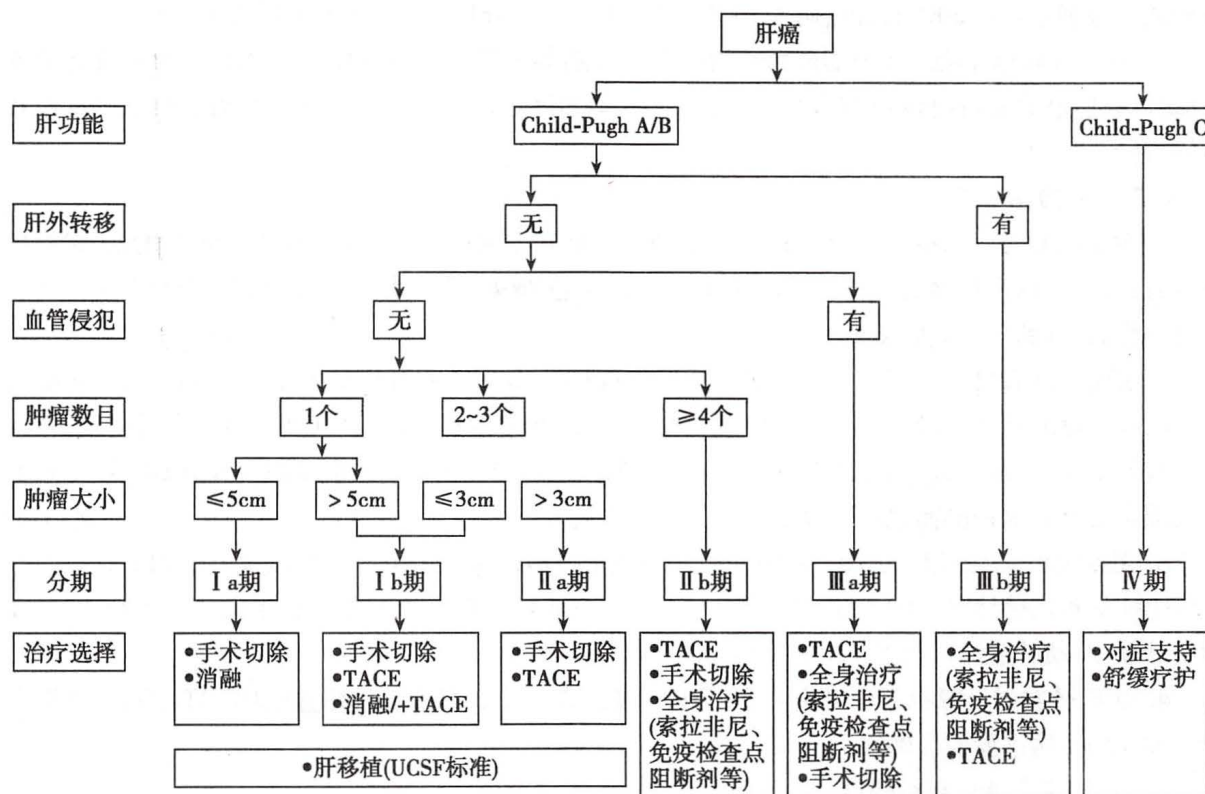 肝癌
肝功能
Child-Pugh A/B
Child-Pugh C
肝外转移
无
有
血管侵犯
无
有
肿瘤数目
1个
2~3个
≥4个
肿瘤大小
≤5cm
>5cm
≤3cm
>3cm
分期
Ⅰa期
Ⅰb期
Ⅱa期
Ⅱb期
Ⅲa期
Ⅲb期
Ⅳ期
治疗选择
•手术切除
•消融
•手术切除
•TACE
•消融/+TACE
•手术切除
•TACE
•TACE
•手术切除
•全身治疗
(索拉非尼、
免疫检查点
阻断剂等)
•TACE
•全身治疗
(索拉非尼、
免疫检查点
阻断剂等)
•手术切除
•全身治疗
(索拉非尼、
免疫检查点
阻断剂等)
•TACE
•对症支持
•舒缓疗护
•肝移植(UCSF标准)